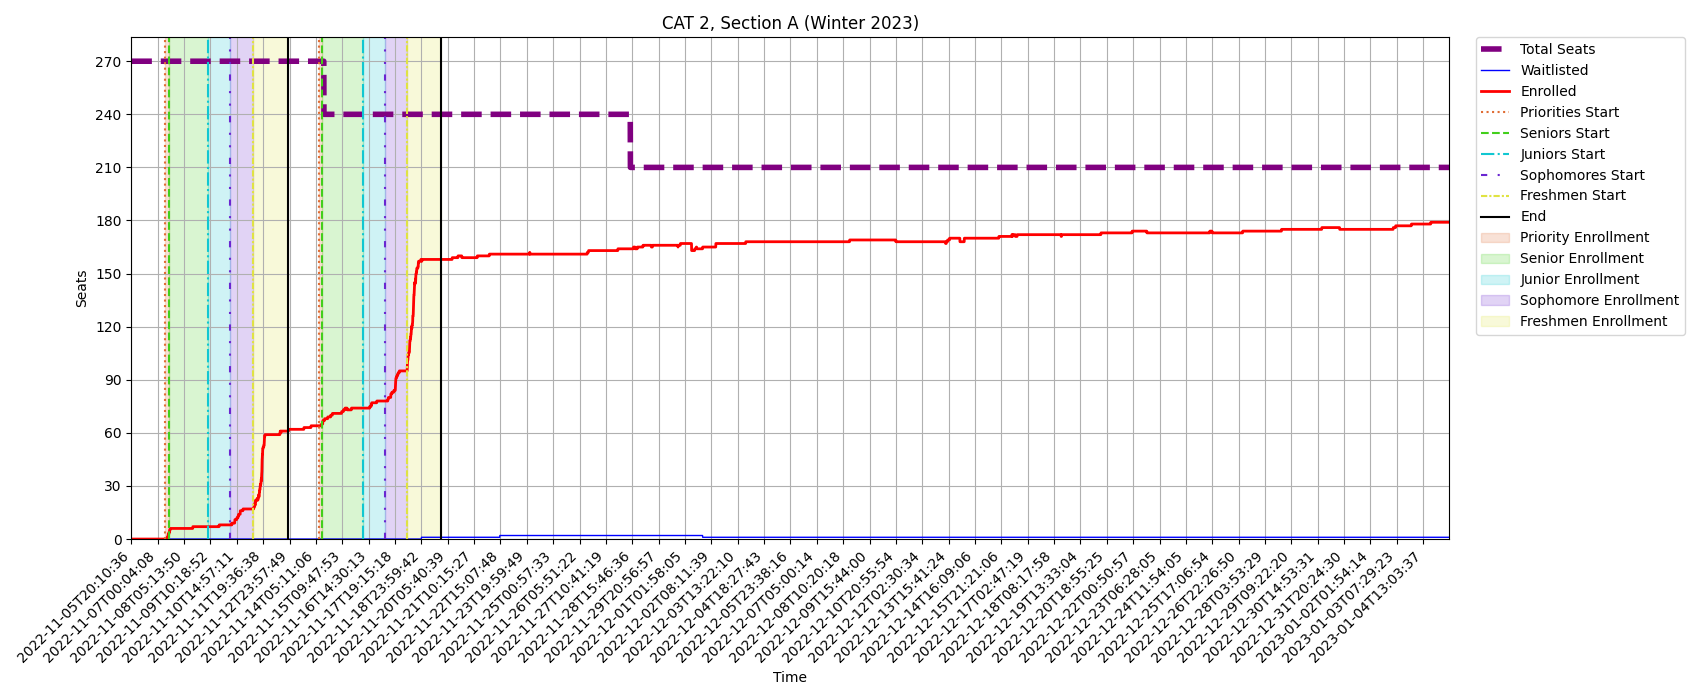 CAT 2, Section A (Winter 2023)
Seats
270
240
210
180
150
120
90
60
30
0
2022-11-05T20:10:36
2022-11-07T00:04:08
2022-11-08T05:13:50
2022-11-09T10:18:52
2022-11-10T14:57:11
2022-11-11T19:36:38
2022-11-12T23:57:49
2022-11-14T05:11:06
2022-11-15T09:47:53
2022-11-16T14:30:13
2022-11-17T19:15:18
2022-11-18T23:59:42
2022-11-20T05:40:39
2022-11-21T10:15:27
2022-11-22T15:07:48
2022-11-23T19:59:49
2022-11-25T00:57:33
2022-11-26T05:51:22
2022-11-27T10:41:19
2022-11-28T15:46:36
2022-11-29T20:56:57
2022-12-01T01:58:05
2022-12-02T08:11:39
2022-12-03T13:22:10
2022-12-04T18:27:43
2022-12-05T23:38:16
2022-12-07T05:00:14
2022-12-08T10:20:18
2022-12-09T15:44:00
2022-12-10T20:55:54
2022-12-12T02:30:34
2022-12-13T15:41:24
2022-12-14T16:09:06
2022-12-15T21:21:06
2022-12-17T02:47:19
2022-12-18T08:17:58
2022-12-19T13:33:04
2022-12-20T18:55:25
2022-12-22T00:50:57
2022-12-23T06:28:05
2022-12-24T11:54:05
2022-12-25T17:06:54
2022-12-26T22:26:50
2022-12-28T03:53:29
2022-12-29T09:22:20
2022-12-30T14:53:31
2022-12-31T20:24:30
2023-01-02T01:54:14
2023-01-03T07:29:23
2023-01-04T13:03:37
Time
Total Seats
Waitlisted
Enrolled
Priorities Start
Seniors Start
Juniors Start
Sophomores Start
Freshmen Start
End
Priority Enrollment
Senior Enrollment
Junior Enrollment
Sophomore Enrollment
Freshmen Enrollment